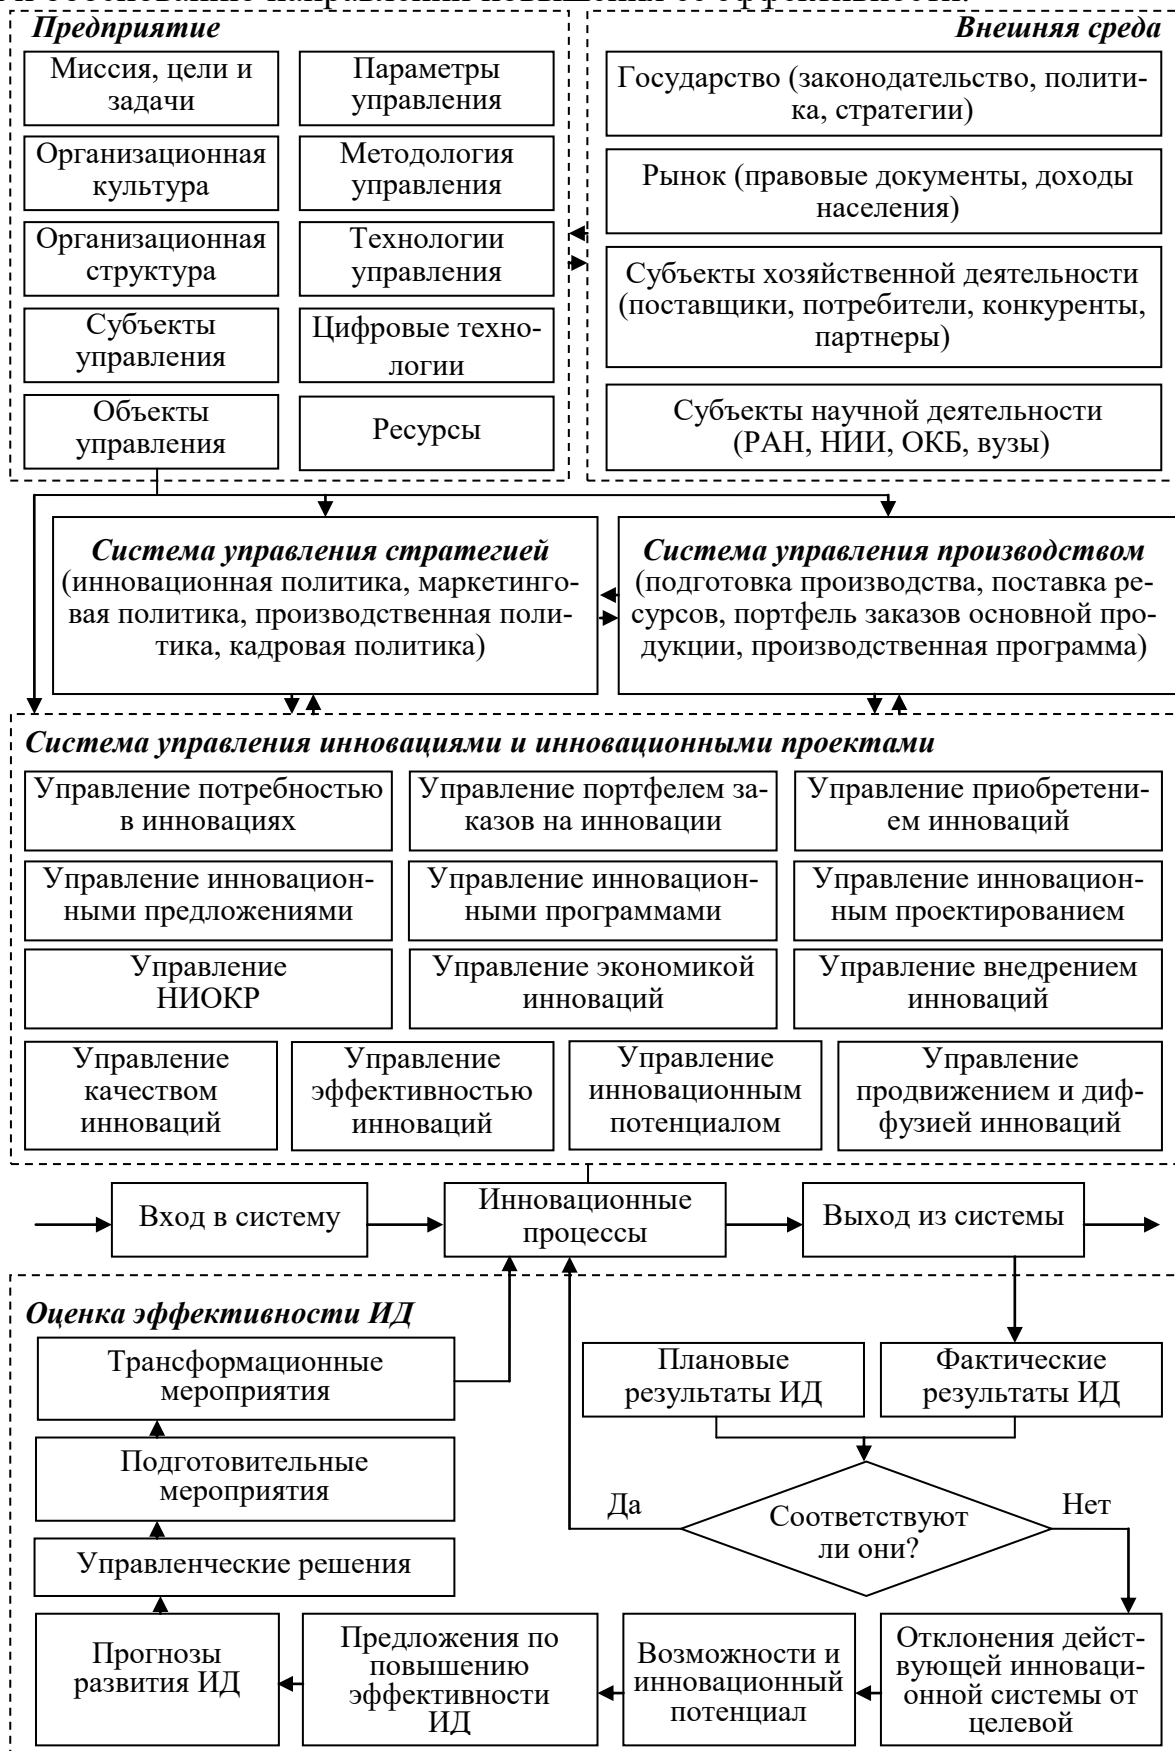 и обоснование направлений повышения ее эффективности.
Предприятие
Миссия, цели и
задачи
Параметры
управления
Организационная
культура
Методология
управления
Организационная
структура
Технологии
управления
Субъекты
управления
Цифровые техно-
логии
Объекты
управления
Ресурсы
Внешняя среда
Государство (законодательство, полити-
ка, стратегии)
Рынок (правовые документы, доходы
населения)
Субъекты хозяйственной деятельности
(поставщики, потребители, конкуренты,
партнеры)
Субъекты научной деятельности
(РАН, НИИ, ОКБ, вузы)
Система управления стратегией
(инновационная политика, маркетинго-
вая политика, производственная поли-
тика, кадровая политика)
Система управления производством
(подготовка производства, поставка ре-
сурсов, портфель заказов основной про-
дукции, производственная программа)
Система управления инновациями и инновационными проектами
Управление потребностью
в инновациях
Управление портфелем за-
казов на инновации
Управление приобретени-
ем инноваций
Управление инновацион-
ными предложениями
Управление инновацион-
ными программами
Управление инновацион-
ным проектированием
Управление
НИОКР
Управление экономикой
инноваций
Управление внедрением
инноваций
Управление
качеством
инноваций
Управление
эффективностью
инноваций
Управление
инновационным
потенциалом
Управление
продвижением и диф-
фузией инноваций
Вход в систему
Инновационные
процессы
Выход из системы
Оценка эффективности ИД
Трансформационные
мероприятия
Плановые
результаты ИД
Фактические
результаты ИД
Подготовительные
мероприятия
Да
Соответствуют
ли они?
Нет
Управленческие решения
Прогнозы
развития ИД
Предложения по
повышению
эффективности
ИД
Возможности и
инновационный
потенциал
Отклонения дейст-
вующей инноваци-
онной системы от
целевой